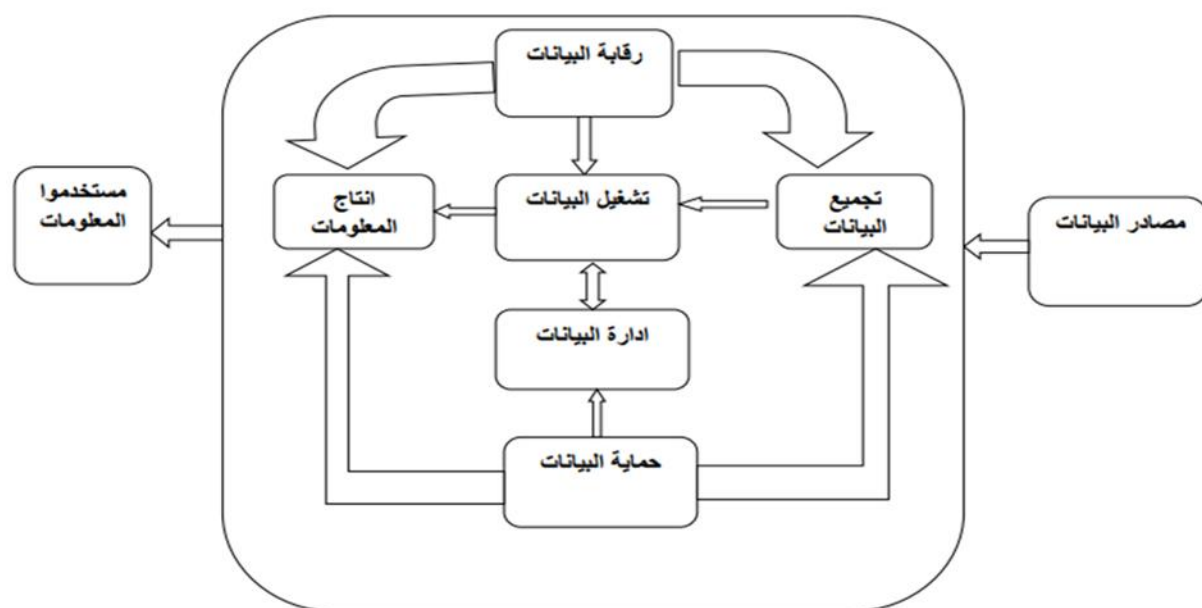 رقابة البيانات
مصادر البيانات
تجميع
البيانات
تشغيل البيانات
انتاج
المعلومات
مستخدموا
المعلومات
ادارة البيانات
حماية البيانات